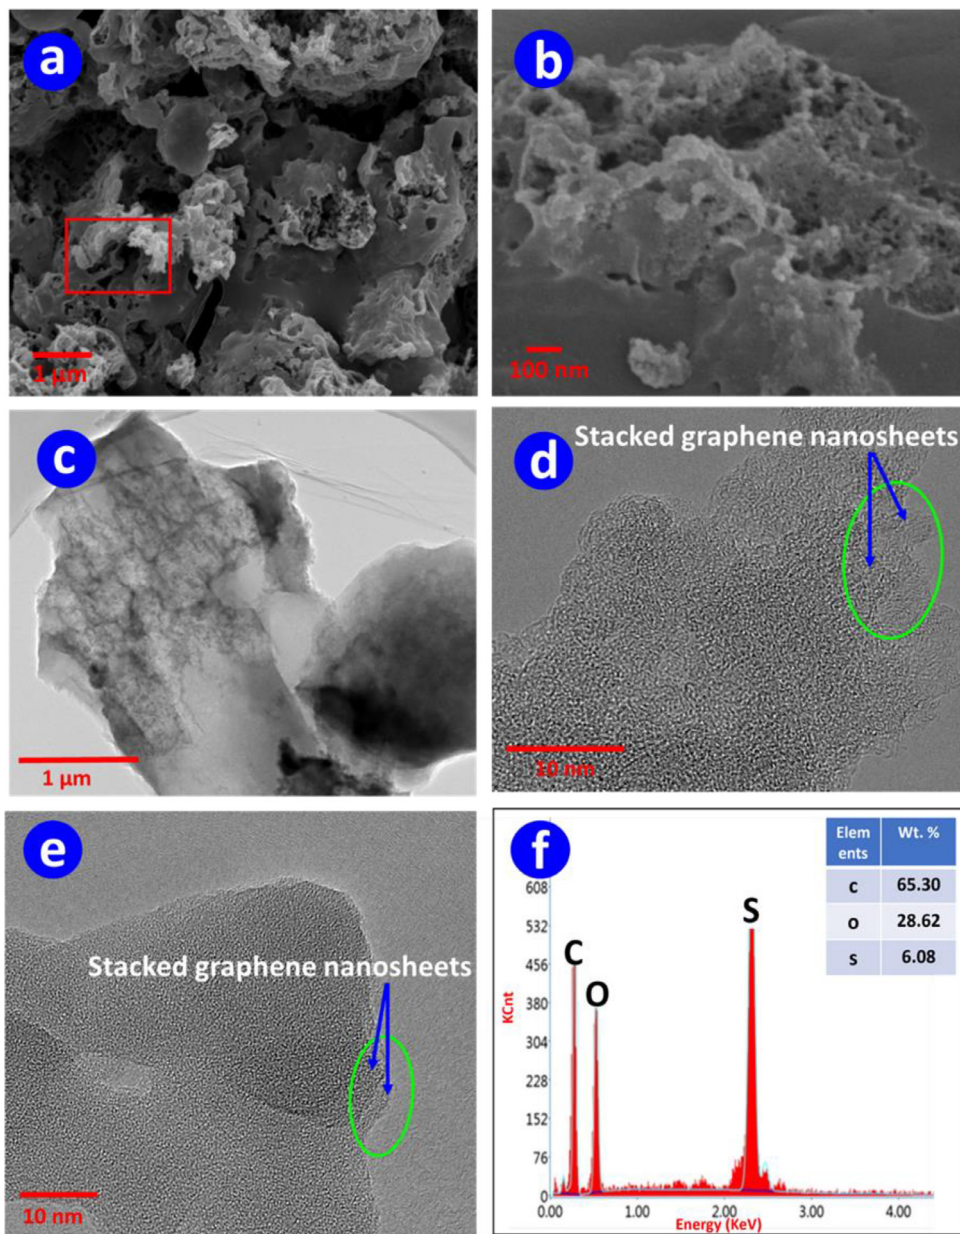 a
1 μm
b
100 nm
c
1 μm
d
Stacked graphene nanosheets
10 nm
e
Stacked graphene nanosheets
10 nm
f
Elem
ents
Wt. %
C
65.30
O
28.62
S
6.08
C
O
S
KCnt
608
532
456
380
304
228
152
76
0
0.00
1.00
2.00
3.00
4.00
Energy (KeV)